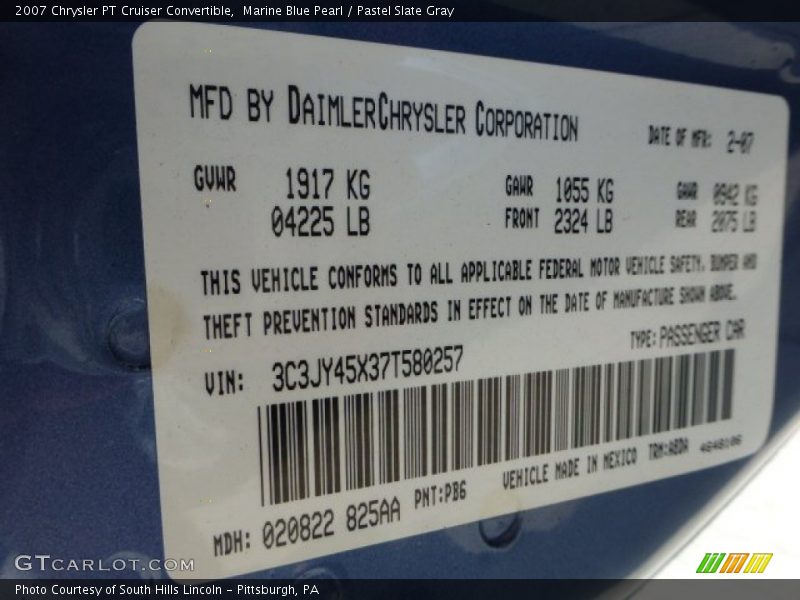 2007 Chrysler PT Cruiser Convertible,  Marine Blue Pearl / Pastel Slate Gray
MFD BY DAIMLERCHRYSLER CORPORATION
DATE OF MFR: 2-07
GVWR 1917 KG
04225 LB
GAWR 1055 KG
FRONT 2324 LB
GAWR 0942 KG
REAR 2075 LB
THIS VEHICLE CONFORMS TO ALL APPLICABLE FEDERAL MOTOR VEHICLE SAFETY, BUMPER AND
THEFT PREVENTION STANDARDS IN EFFECT ON THE DATE OF MANUFACTURE SHOWN ABOVE.
VIN: 3C3JY45X37T580257
TYPE: PASSENGER CAR
MDH: 020822 825AA PNT:PB6
VEHICLE MADE IN MEXICO TRM:ABDA 4648106
GTCARLOT.COM
Photo Courtesy of South Hills Lincoln – Pittsburgh, PA